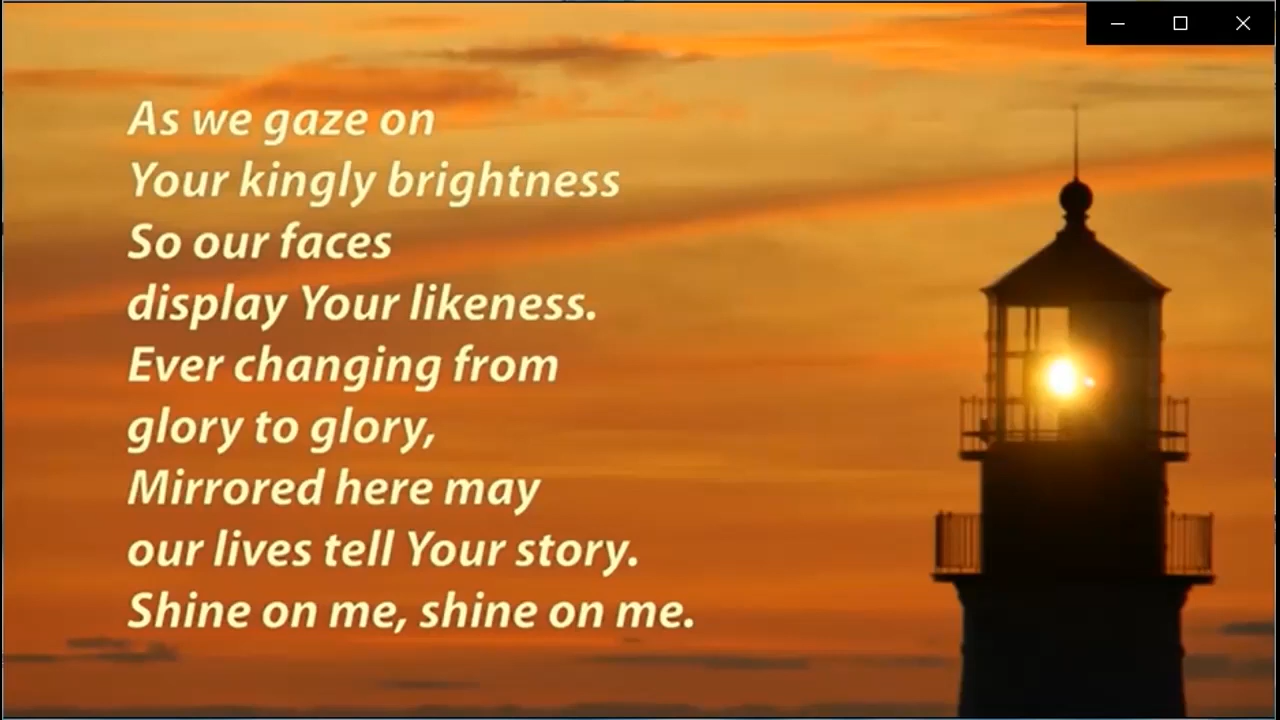 As we gaze on
Your kingly brightness
So our faces
display Your likeness.
Ever changing from
glory to glory,
Mirrored here may
our lives tell Your story.
Shine on me, shine on me.